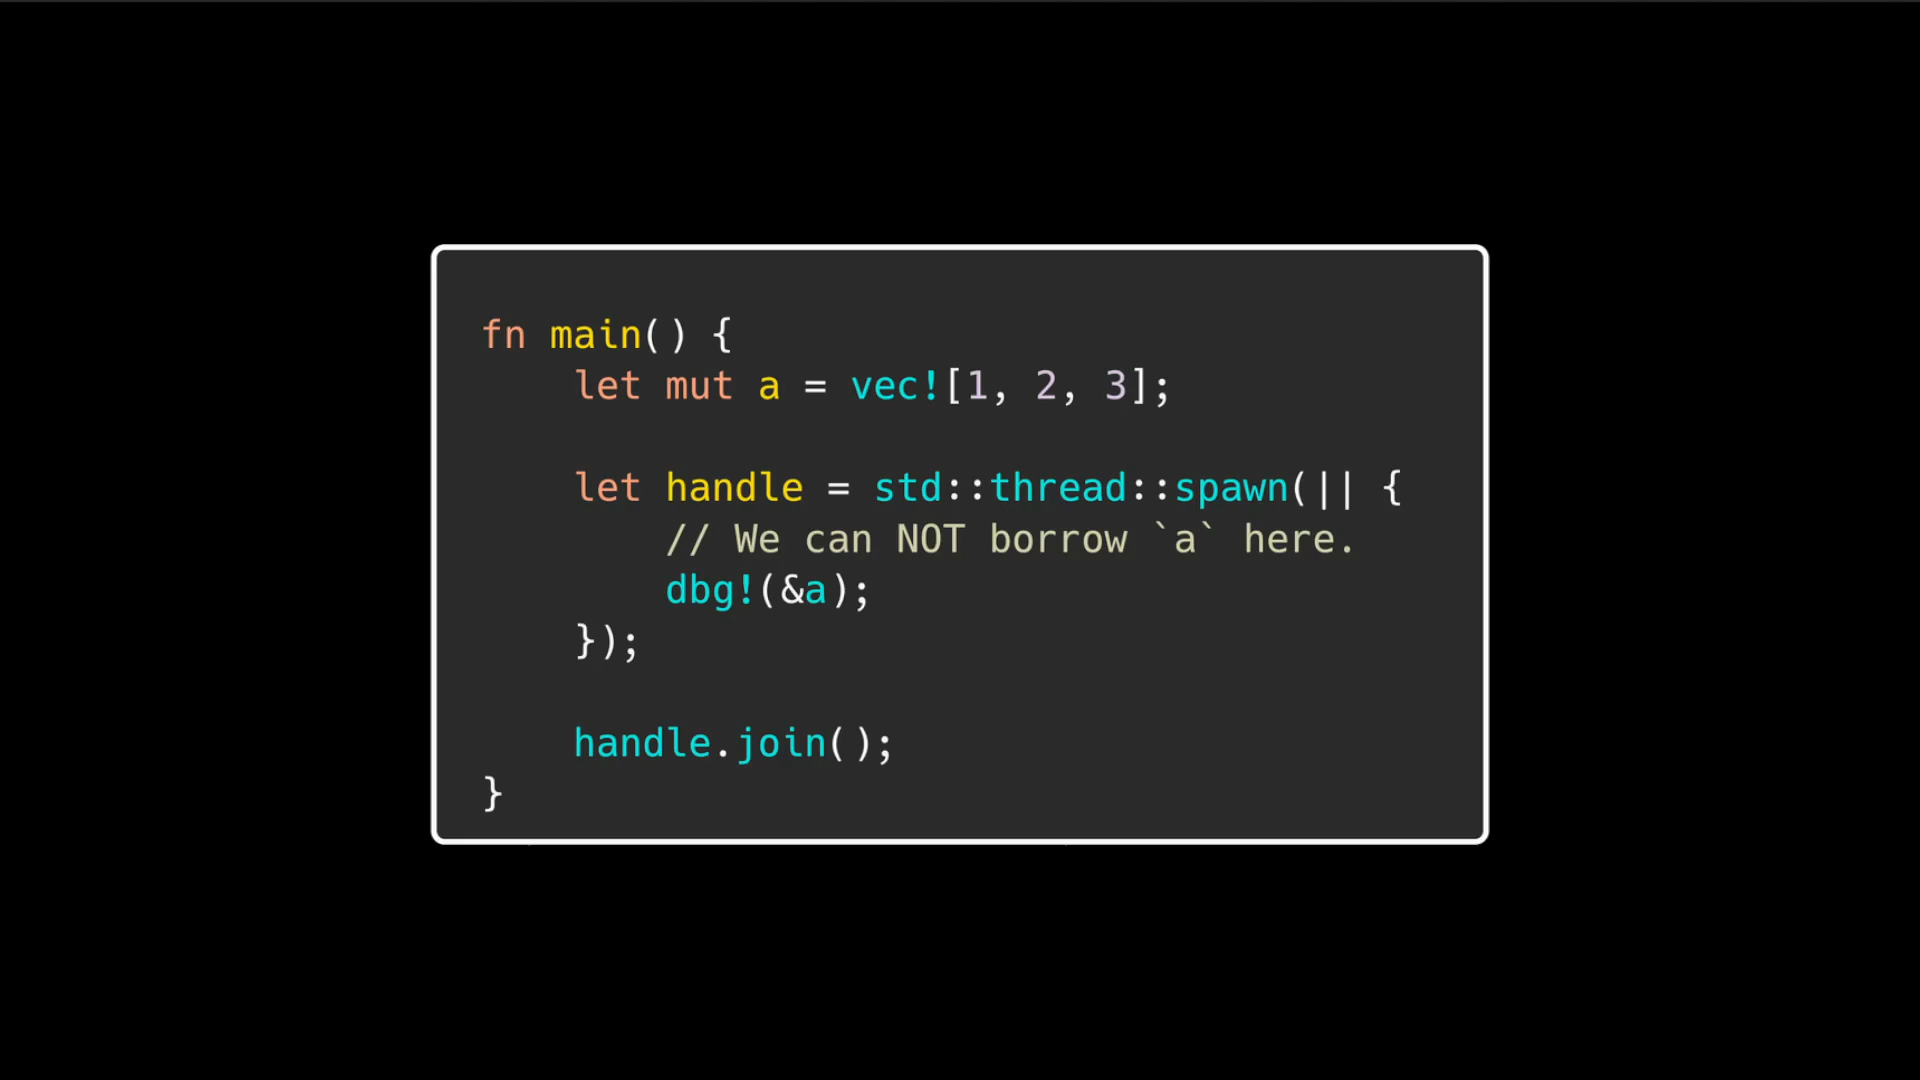 fn main() {
    let mut a = vec![1, 2, 3];
    let handle = std::thread::spawn(|| {
        // We can NOT borrow `a` here.
        dbg!(&a);
    });
    handle.join();
}